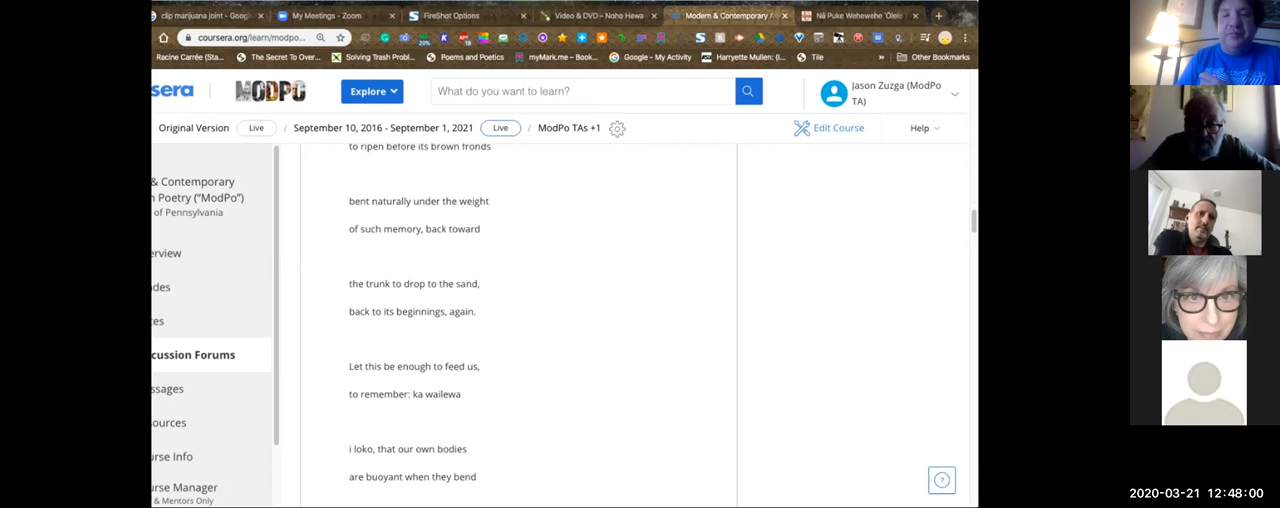 clip marijuana joint - Googl
My Meetings - Zoom
FireShot Options
Video & DVD – Noho Hewa
Modern & Contemporary
Nā Puke Wehewehe ʻŌlelo
coursera.org/learn/modpo...
Racine Carrée (Sta...
The Secret To Over...
Solving Trash Probl...
Poems and Poetics
myMark.me – Book...
Google - My Activity
Harryette Mullen: (I...
Tile
Other Bookmarks
sera
MODPO
Explore
What do you want to learn?
Jason Zuzga (ModPo
TA)
Original Version
Live
/
September 10, 2016 - September 1, 2021
Live
/
ModPo TAs +1
Edit Course
Help
& Contemporary
n Poetry (“ModPo”)
of Pennsylvania
erview
des
es
cussion Forums
ssages
sources
urse Info
urse Manager
& Mentors Only
to ripen before its brown fronds
bent naturally under the weight
of such memory, back toward
the trunk to drop to the sand,
back to its beginnings, again.
Let this be enough to feed us,
to remember: ka wailewa
i loko, that our own bodies
are buoyant when they bend
?
2020-03-21 12:48:00